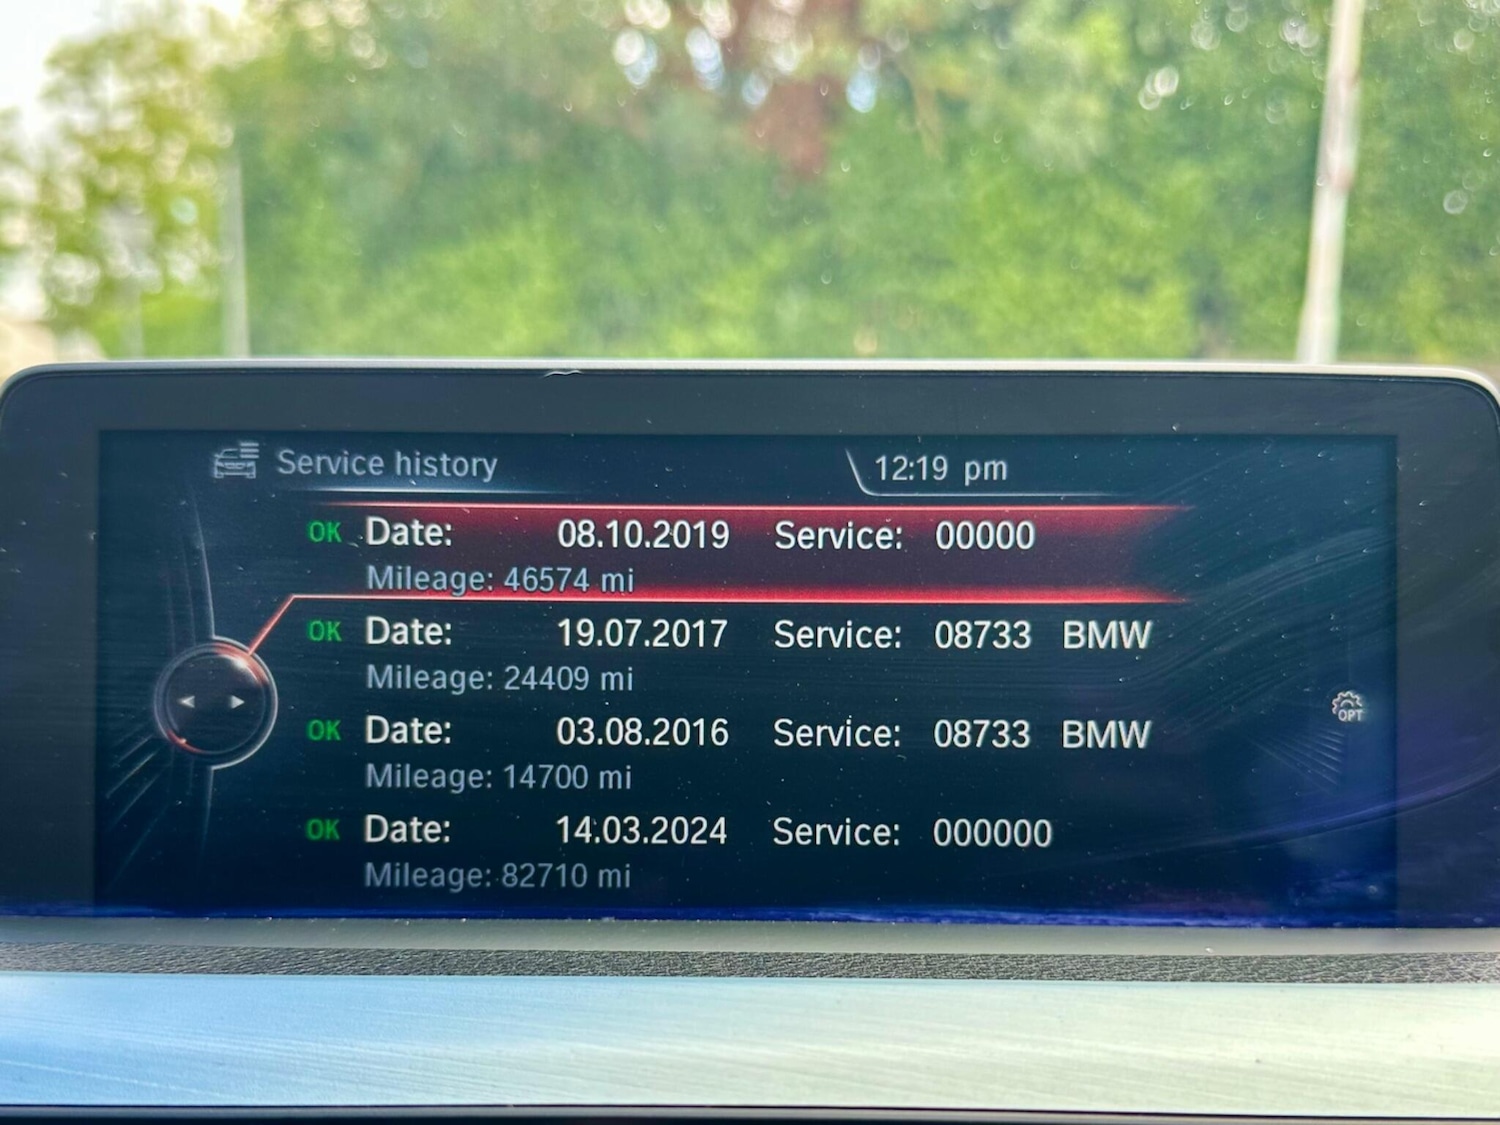 Service history 12:19 pm
OK Date: 08.10.2019 Service: 00000
Mileage: 46574 mi
OK Date: 19.07.2017 Service: 08733 BMW
Mileage: 24409 mi
OK Date: 03.08.2016 Service: 08733 BMW
Mileage: 14700 mi
OPT
OK Date: 14.03.2024 Service: 000000
Mileage: 82710 mi